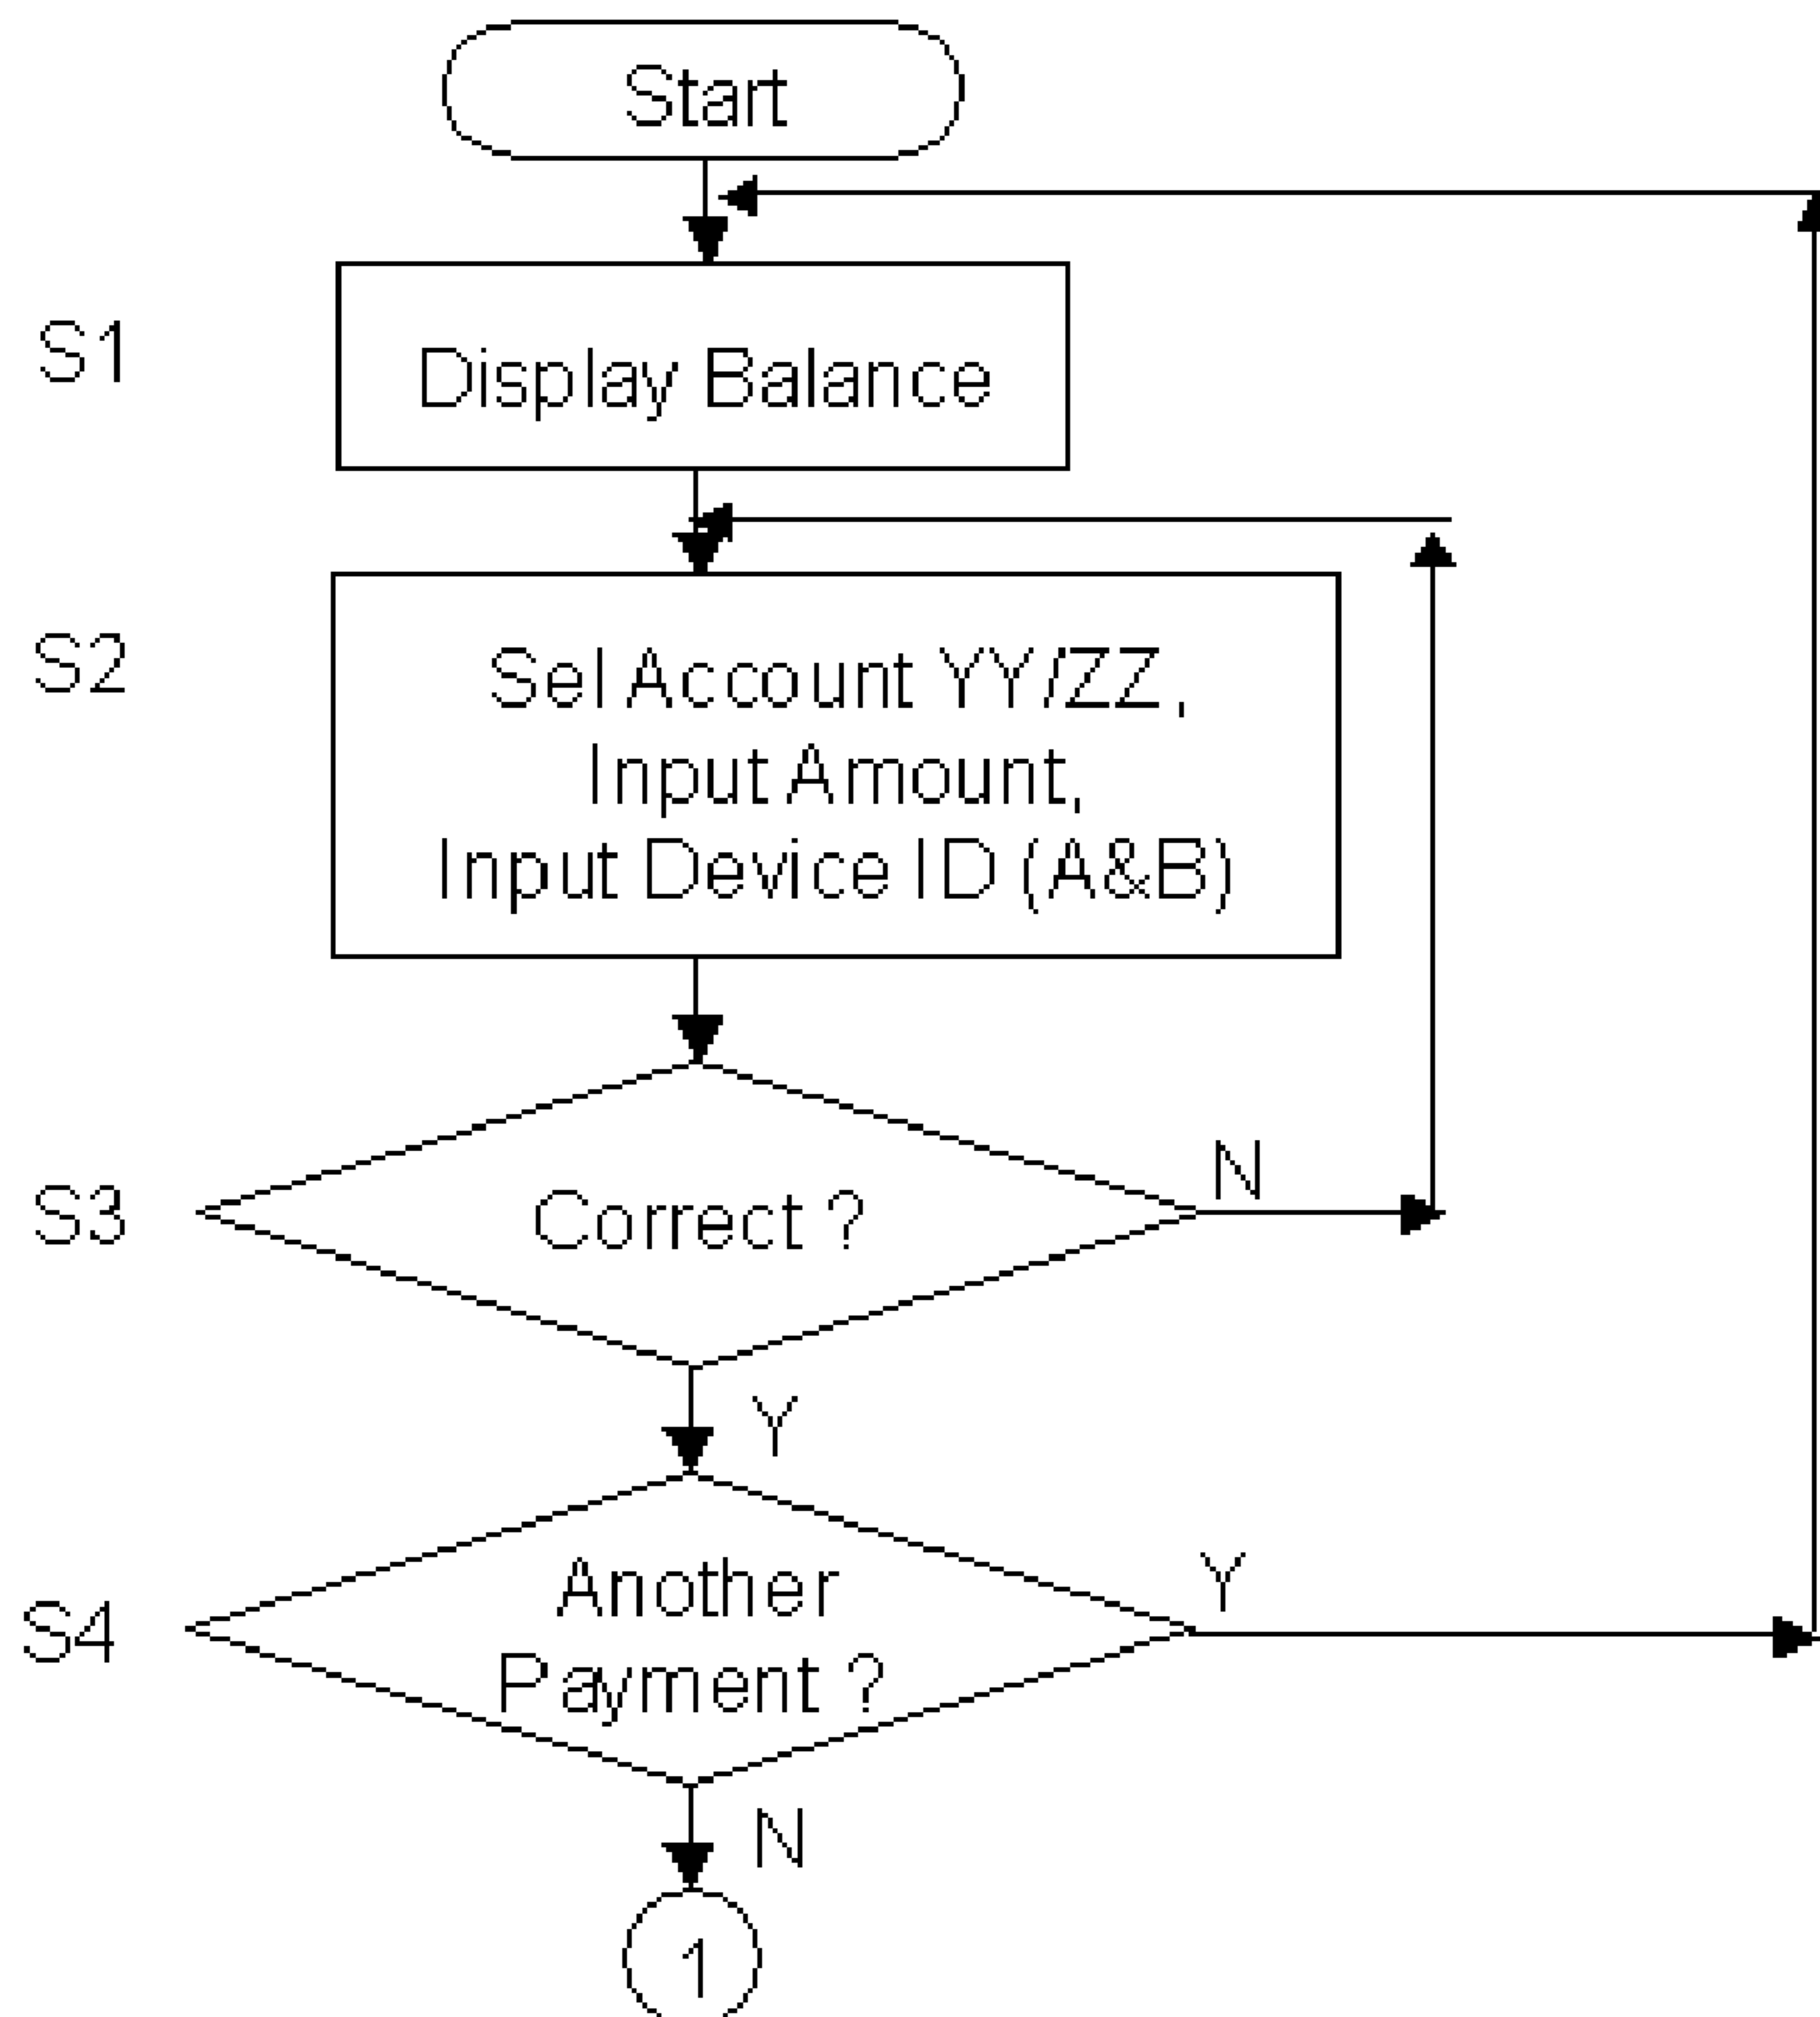 Start
S1
Display Balance
S2
Sel Account YY/ZZ,
Input Amount,
Input Device ID (A&B)
N
S3
Correct ?
Y
Y
Another
S4
Payment ?
N
1